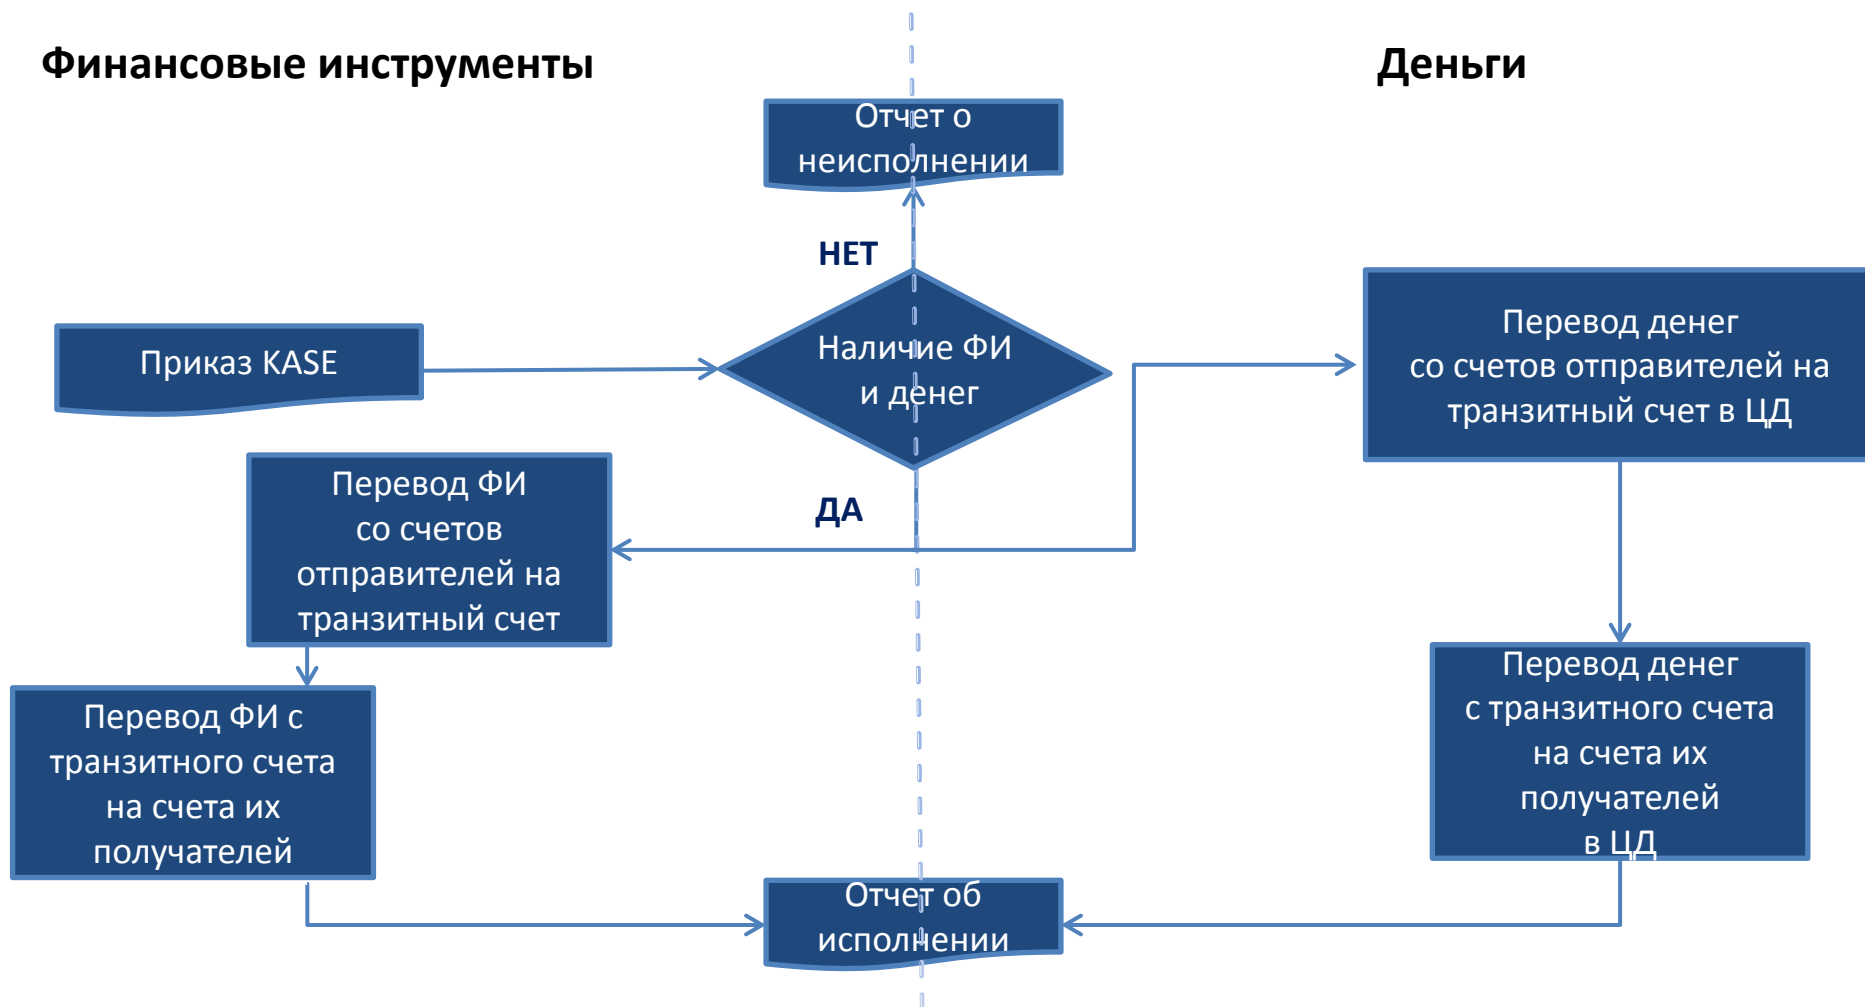 Финансовые инструменты
Деньги
Отчет о
неисполнении
НЕТ
Приказ KASE
Наличие ФИ
и денег
Перевод денег
со счетов отправителей на
транзитный счет в ЦД
ДА
Перевод ФИ
со счетов
отправителей на
транзитный счет
Перевод ФИ с
транзитного счета
на счета их
получателей
Перевод денег
с транзитного счета
на счета их
получателей
в ЦД
Отчет об
исполнении